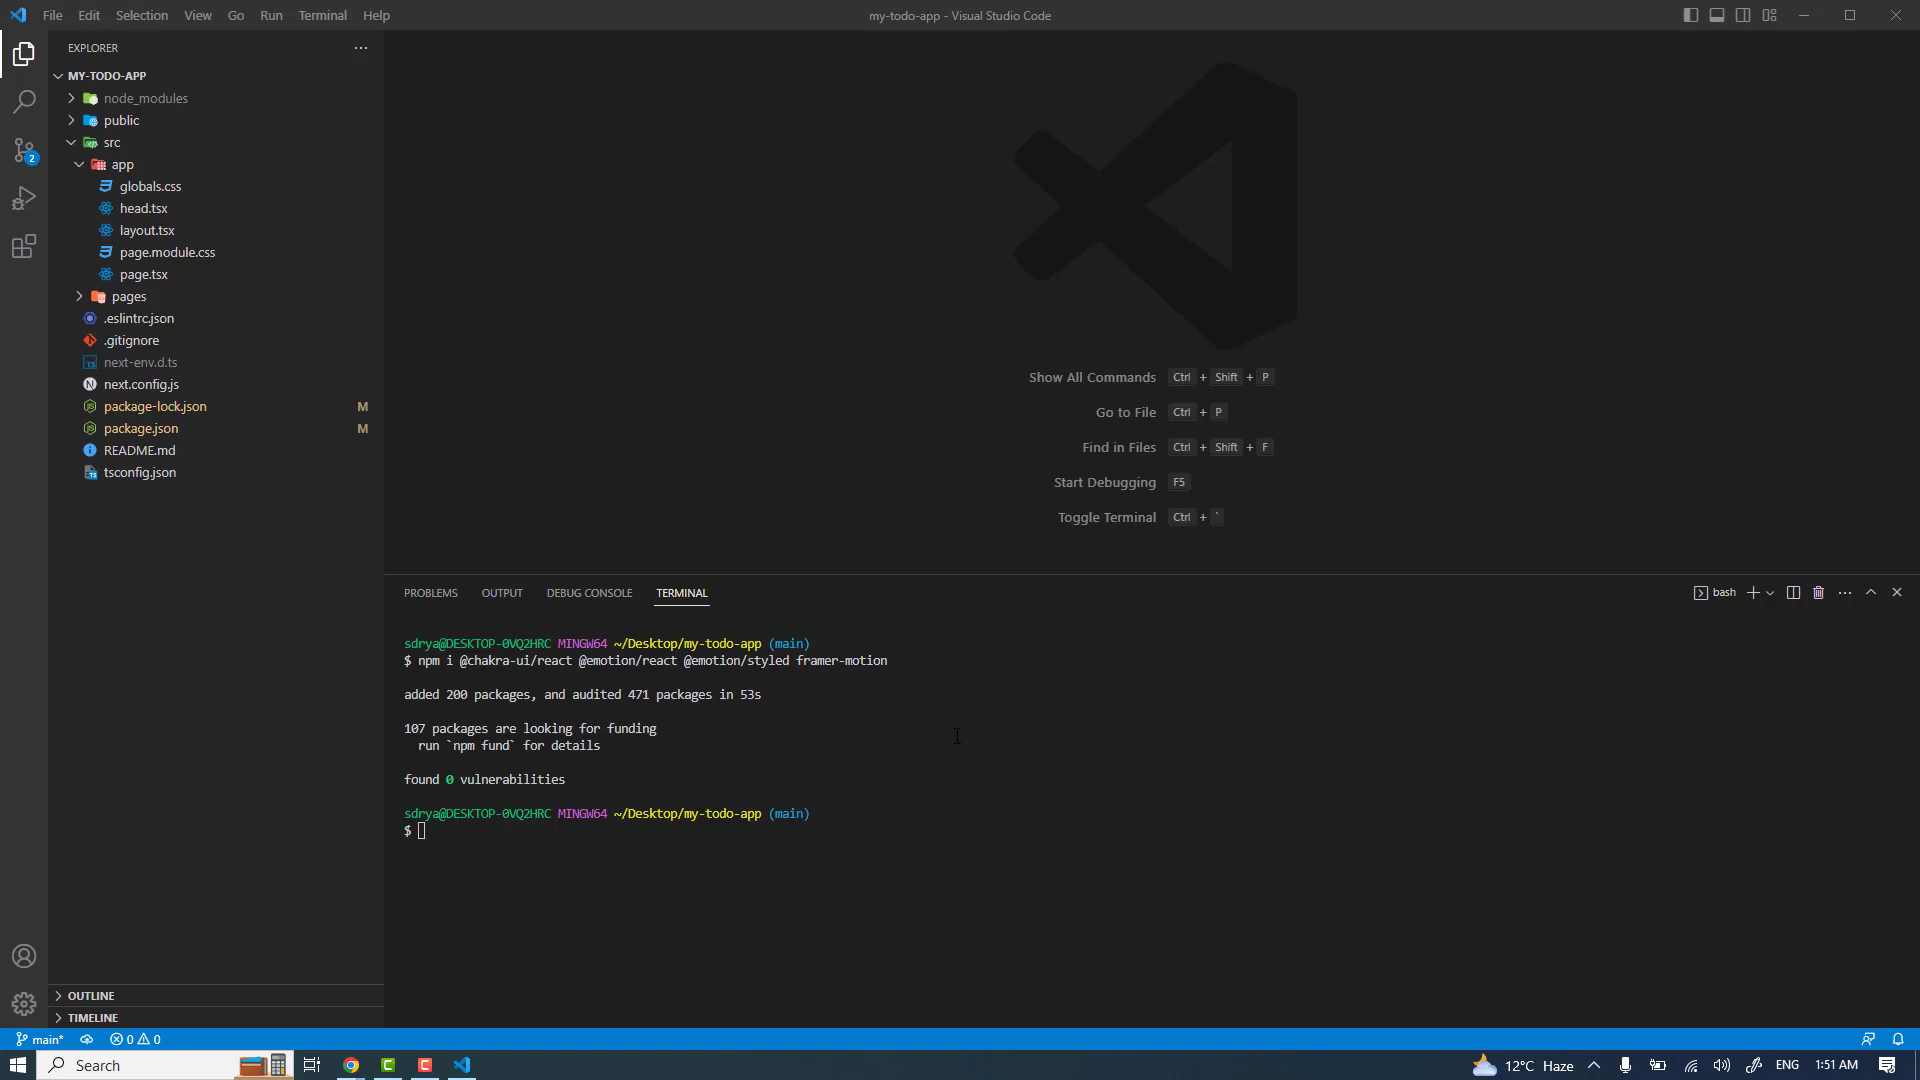 File Edit Selection View Go Run Terminal Help
my-todo-app - Visual Studio Code
EXPLORER
MY-TODO-APP
node_modules
public
src
app
globals.css
head.tsx
layout.tsx
page.module.css
page.tsx
pages
.eslintrc.json
.gitignore
next-env.d.ts
next.config.js
package-lock.json M
package.json M
README.md
tsconfig.json
OUTLINE
TIMELINE
2
Show All Commands Ctrl + Shift + P
Go to File Ctrl + P
Find in Files Ctrl + Shift + F
Start Debugging F5
Toggle Terminal Ctrl + `
PROBLEMS OUTPUT DEBUG CONSOLE TERMINAL
bash
sdrya@DESKTOP-0VQ2HRC MINGW64 ~/Desktop/my-todo-app (main)
$ npm i @chakra-ui/react @emotion/react @emotion/styled framer-motion
added 200 packages, and audited 471 packages in 53s
107 packages are looking for funding
run `npm fund` for details
found 0 vulnerabilities
sdrya@DESKTOP-0VQ2HRC MINGW64 ~/Desktop/my-todo-app (main)
$
main* 0 0
Search
12°C Haze ENG 1:51 AM